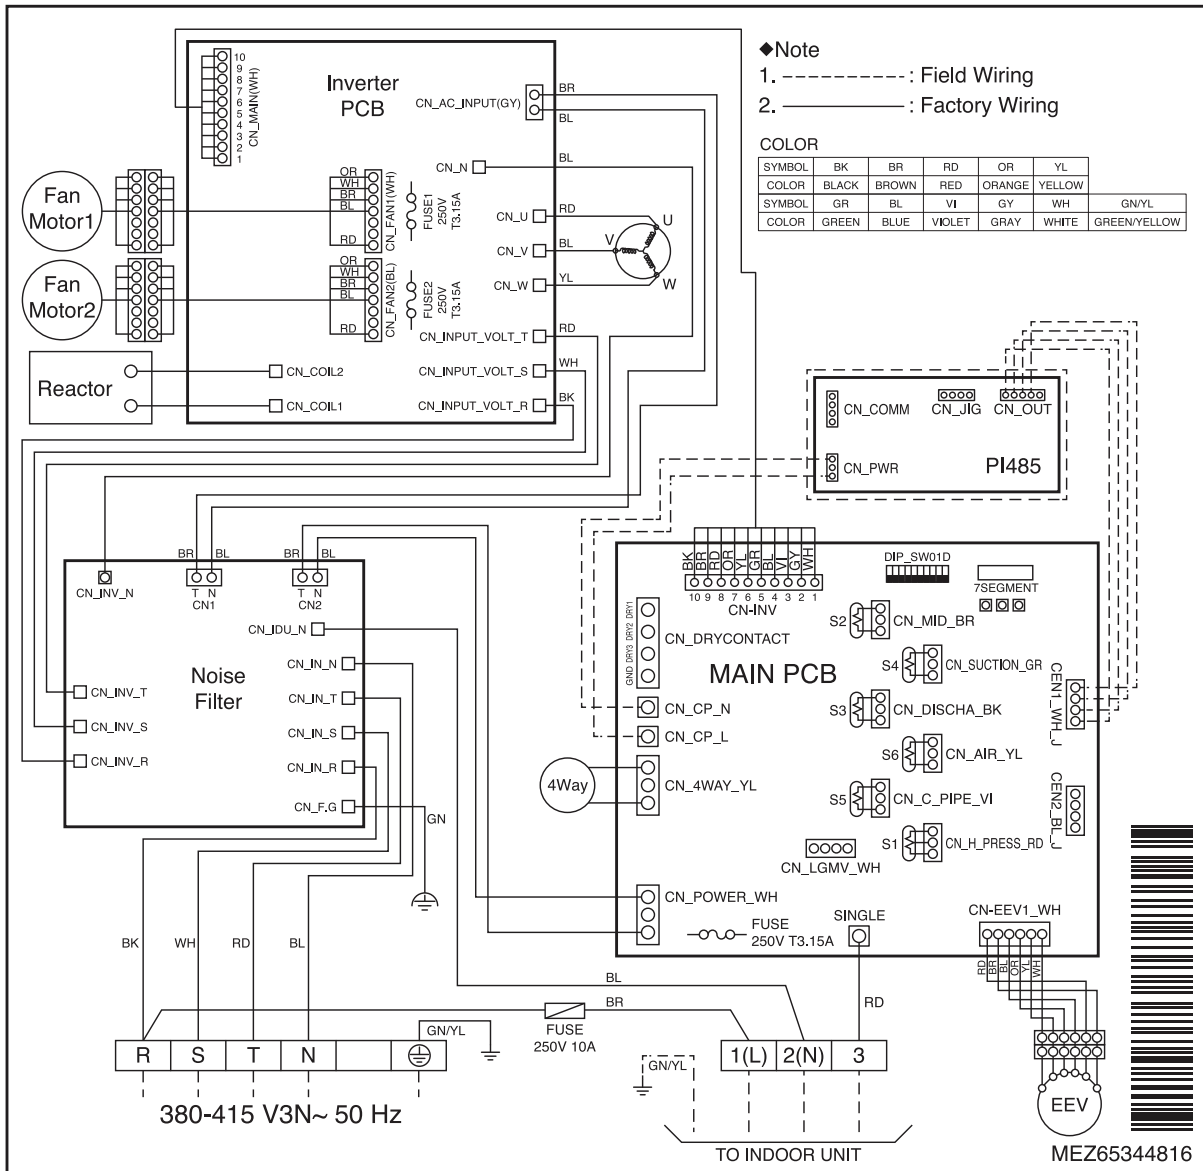 ◆Note
1. : Field Wiring
2. : Factory Wiring
COLOR
SYMBOL BK BR RD OR YL
COLOR BLACK BROWN RED ORANGE YELLOW
SYMBOL GR BL VI GY WH GN/YL
COLOR GREEN BLUE VIOLET GRAY WHITE GREEN/YELLOW
Inverter
PCB
10
9
8
7
6
5
4
3
2
1
CN_MAIN(WH)
CN_AC_INPUT(GY)
BR
BL
CN_N
BL
CN_U
RD
U
CN_V
BL
V
CN_W
YL
W
Fan
Motor1
OR
WH
BR
BL
RD
CN_FAN1(WH)
FUSE1
250V
T3.15A
Fan
Motor2
OR
WH
BR
BL
RD
CN_FAN2(BL)
FUSE2
250V
T3.15A
CN_INPUT_VOLT_T
RD
CN_INPUT_VOLT_S
WH
CN_INPUT_VOLT_R
BK
Reactor
CN_COIL2
CN_COIL1
CN_COMM
CN_JIG
CN_OUT
CN_PWR
PI485
BR
BL
BR
BL
CN_INV_N
T N
CN1
T N
CN2
CN_IDU_N
Noise
Filter
CN_IN_N
CN_IN_T
CN_IN_S
CN_IN_R
CN_F.G
GN
CN_INV_T
CN_INV_S
CN_INV_R
BK
BR
RD
OR
YL
GR
BL
VI
GY
WH
10 9 8 7 6 5 4 3 2 1
CN-INV
DIP_SW01D
7SEGMENT
GND DRY3 DRY2 DRY1
CN_DRYCONTACT
MAIN PCB
CN_CP_N
CN_CP_L
4Way
CN_4WAY_YL
S2
CN_MID_BR
S4
CN_SUCTION_GR
S3
CN_DISCHA_BK
S6
CN_AIR_YL
S5
CN_C_PIPE_VI
S1
CN_H_PRESS_RD
CEN1_WH_J
CEN2_BL_J
CN_LGMV_WH
CN_POWER_WH
FUSE
250V T3.15A
SINGLE
CN-EEV1_WH
RD
BR
BL
OR
YL
WH
EEV
BK
WH
RD
BL
BL
BR
RD
FUSE
250V 10A
GN/YL
R S T N
1(L) 2(N) 3
GN/YL
380-415 V3N~ 50 Hz
TO INDOOR UNIT
MEZ65344816